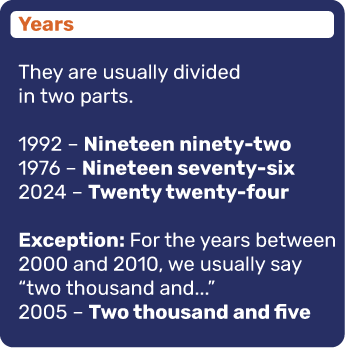 Years
They are usually divided
in two parts.
1992 – Nineteen ninety-two
1976 – Nineteen seventy-six
2024 – Twenty twenty-four
Exception: For the years between
2000 and 2010, we usually say
“two thousand and...”
2005 – Two thousand and five